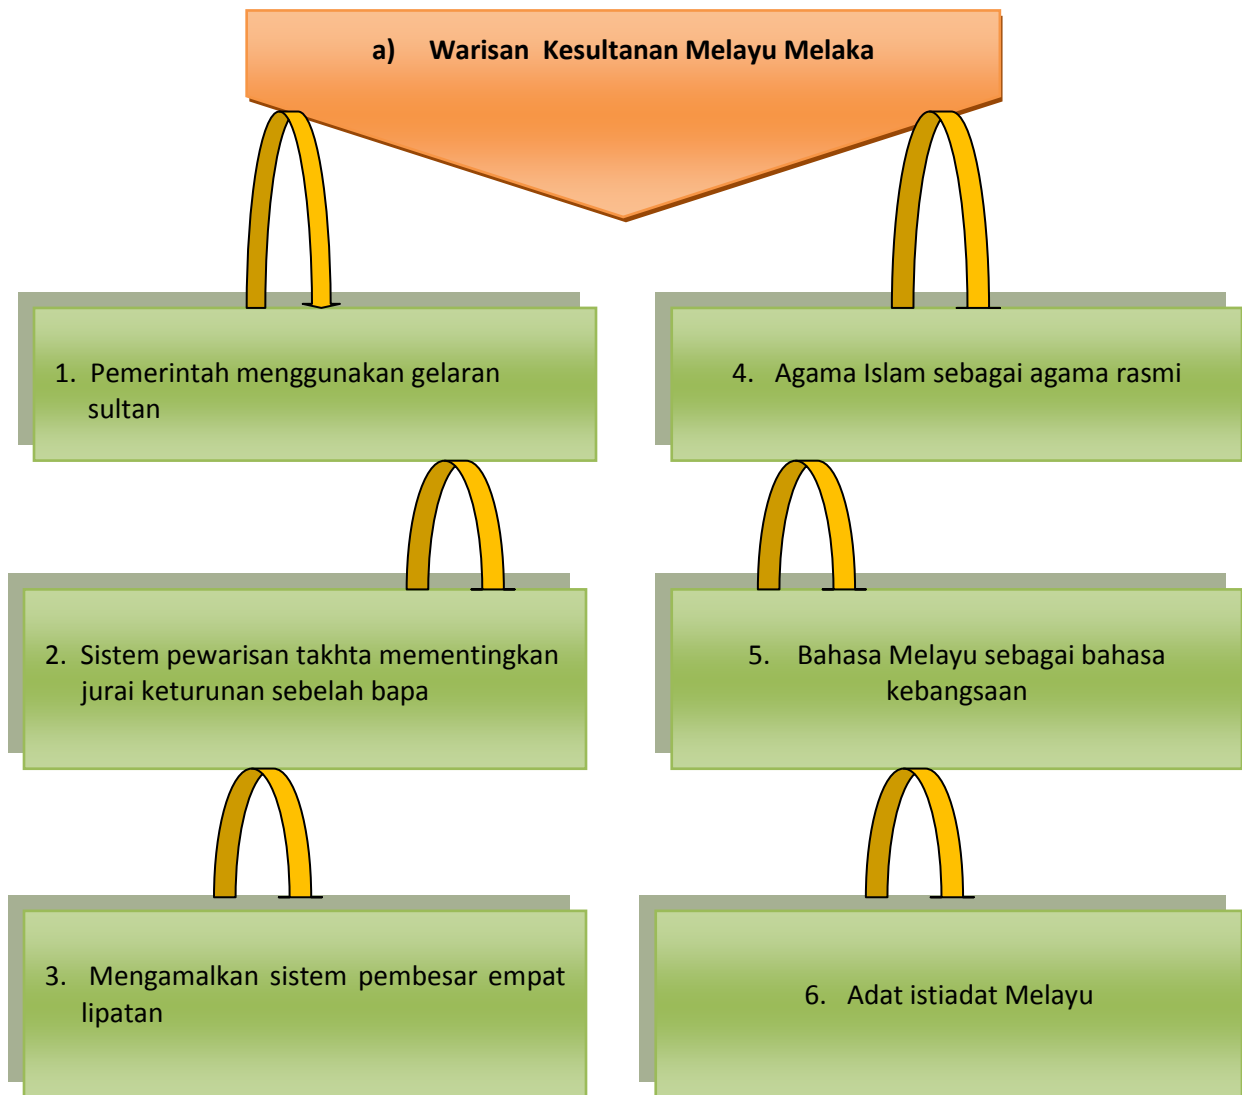 a) Warisan Kesultanan Melayu Melaka
1. Pemerintah menggunakan gelaran
sultan
2. Sistem pewarisan takhta mementingkan
jurai keturunan sebelah bapa
3. Mengamalkan sistem pembesar empat
lipatan
4. Agama Islam sebagai agama rasmi
5. Bahasa Melayu sebagai bahasa
kebangsaan
6. Adat istiadat Melayu